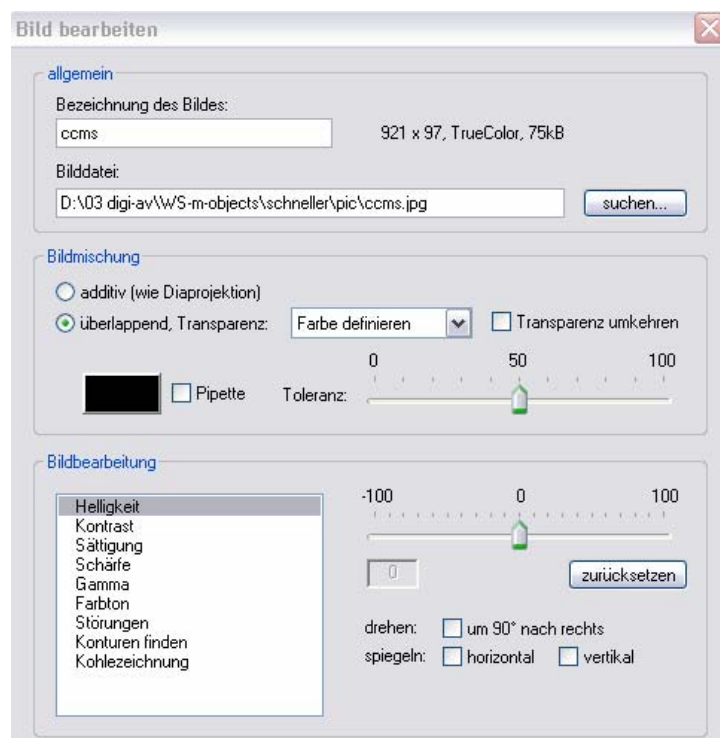 Bild bearbeiten
allgemein
Bezeichnung des Bildes:
ccms
921 x 97, TrueColor, 75kB
Bilddatei:
D:\03 digi-av\WS-m-objects\schneller\pic\ccms.jpg
suchen...
Bildmischung
additiv (wie Diaprojektion)
überlappend, Transparenz:
Farbe definieren
Transparenz umkehren
0 50 100
Pipette
Toleranz:
Bildbearbeitung
Helligkeit
Kontrast
Sättigung
Schärfe
Gamma
Farbton
Störungen
Konturen finden
Kohlezeichnung
-100 0 100
0
zurücksetzen
drehen: um 90° nach rechts
spiegeln: horizontal vertikal